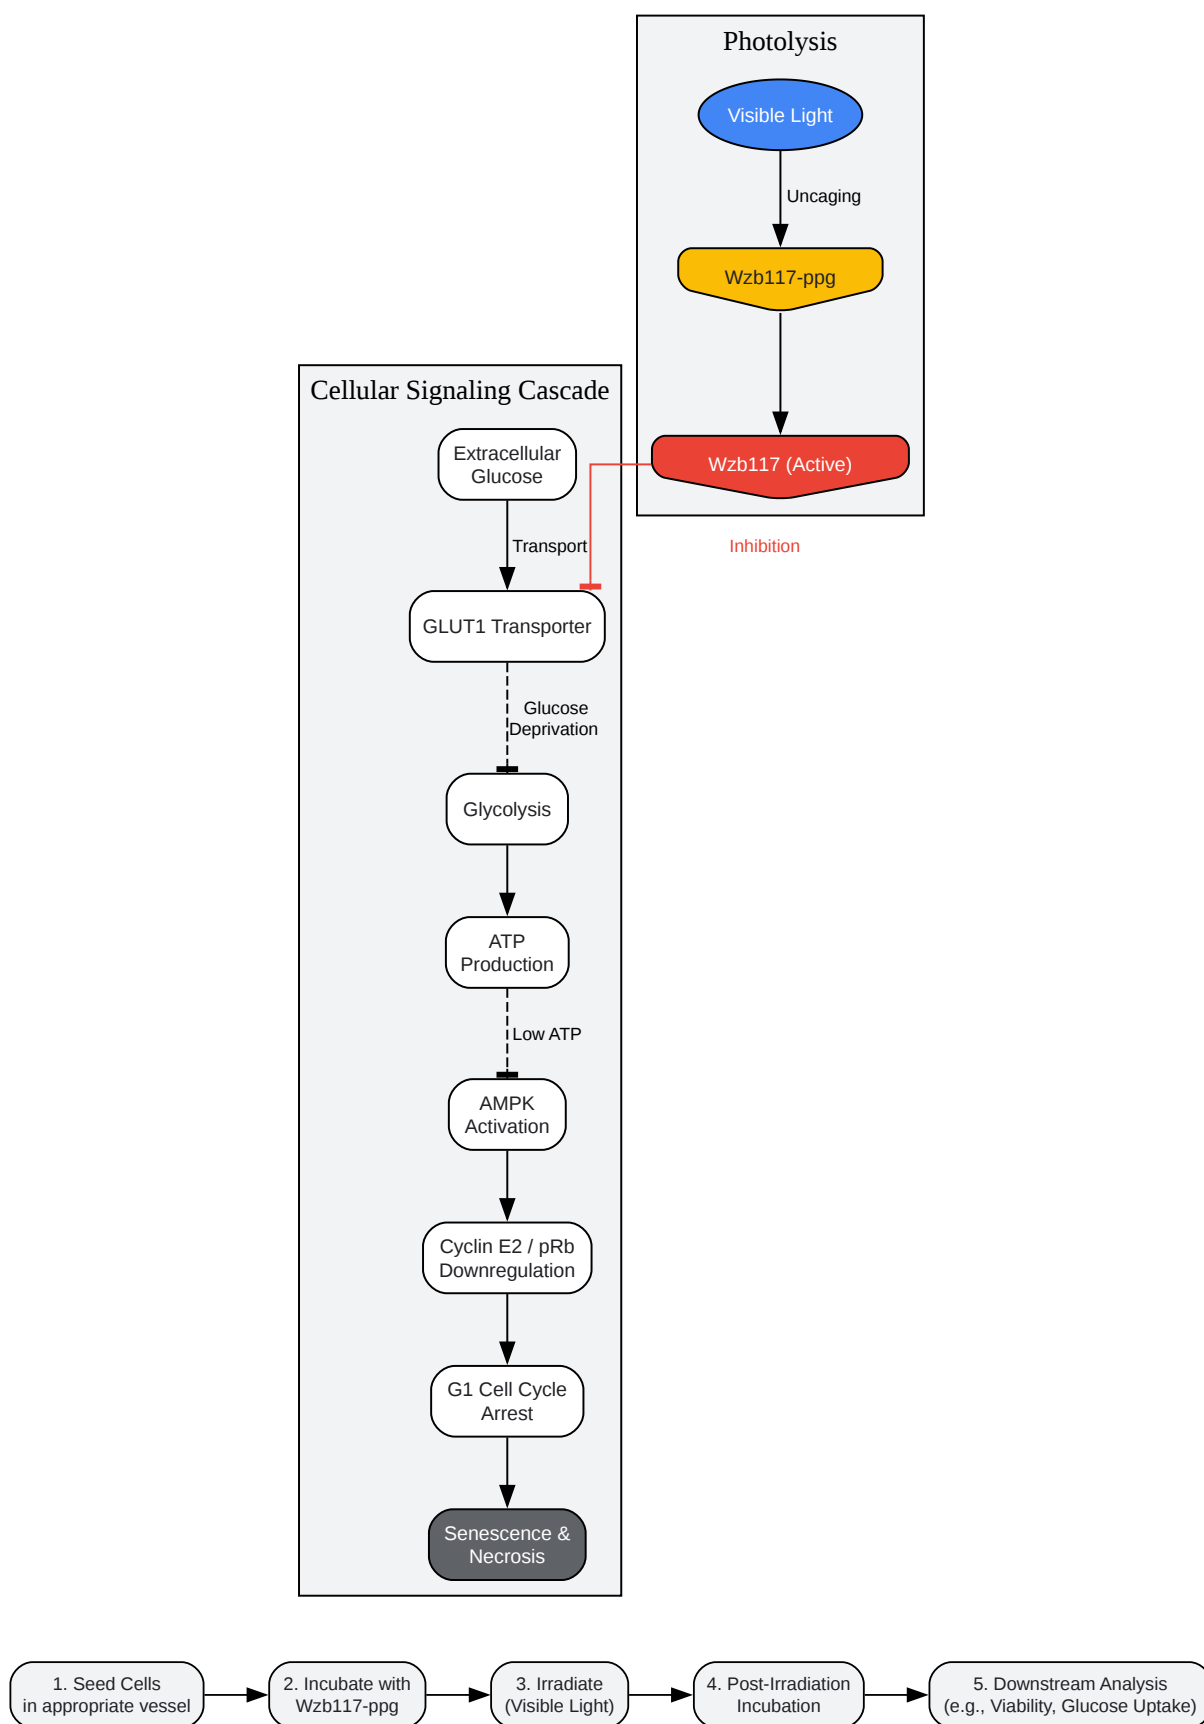 Photolysis
Visible Light
Uncaging
Wzb117-ppg
Wzb117 (Active)
Inhibition
Cellular Signaling Cascade
Extracellular
Glucose
Transport
GLUT1 Transporter
Glucose
Deprivation
Glycolysis
ATP
Production
Low ATP
AMPK
Activation
Cyclin E2 / pRb
Downregulation
G1 Cell Cycle
Arrest
Senescence &
Necrosis
1. Seed Cells
in appropriate vessel
2. Incubate with
Wzb117-ppg
3. Irradiate
(Visible Light)
4. Post-Irradiation
Incubation
5. Downstream Analysis
(e.g., Viability, Glucose Uptake)